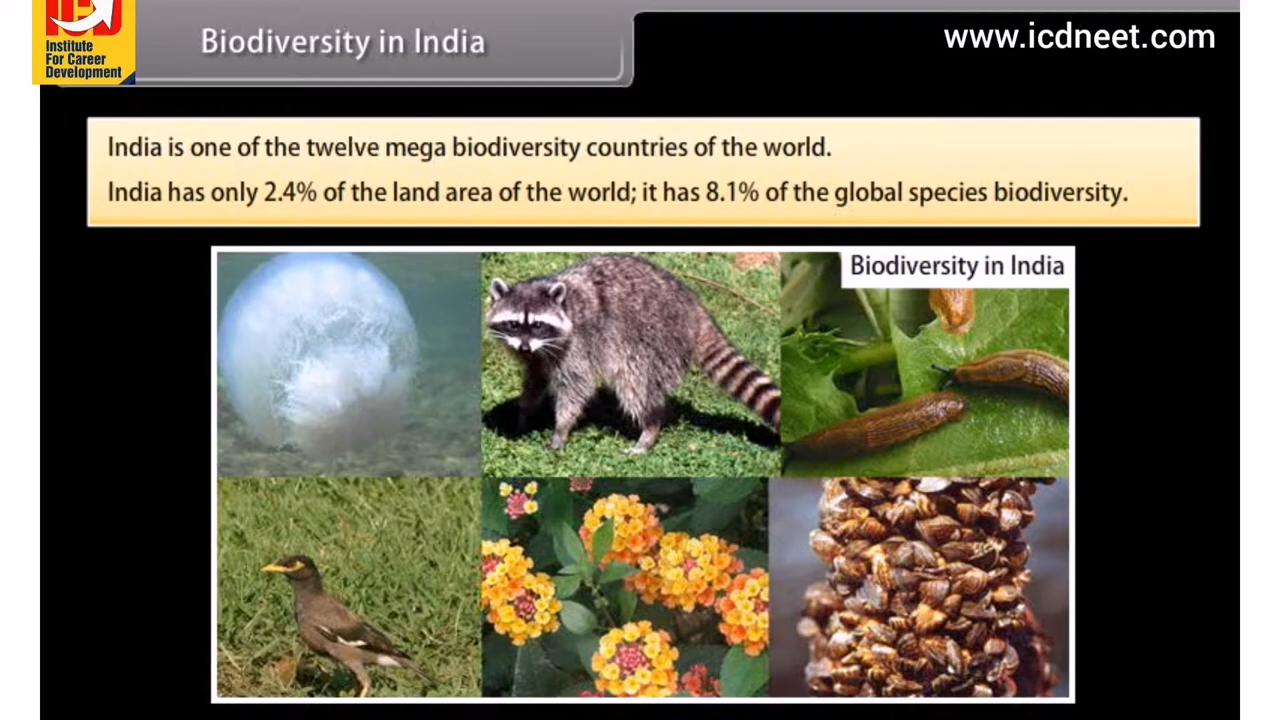 Institute
For Career
Development
Biodiversity in India
www.icdneet.com
India is one of the twelve mega biodiversity countries of the world.
India has only 2.4% of the land area of the world; it has 8.1% of the global species biodiversity.
Biodiversity in India